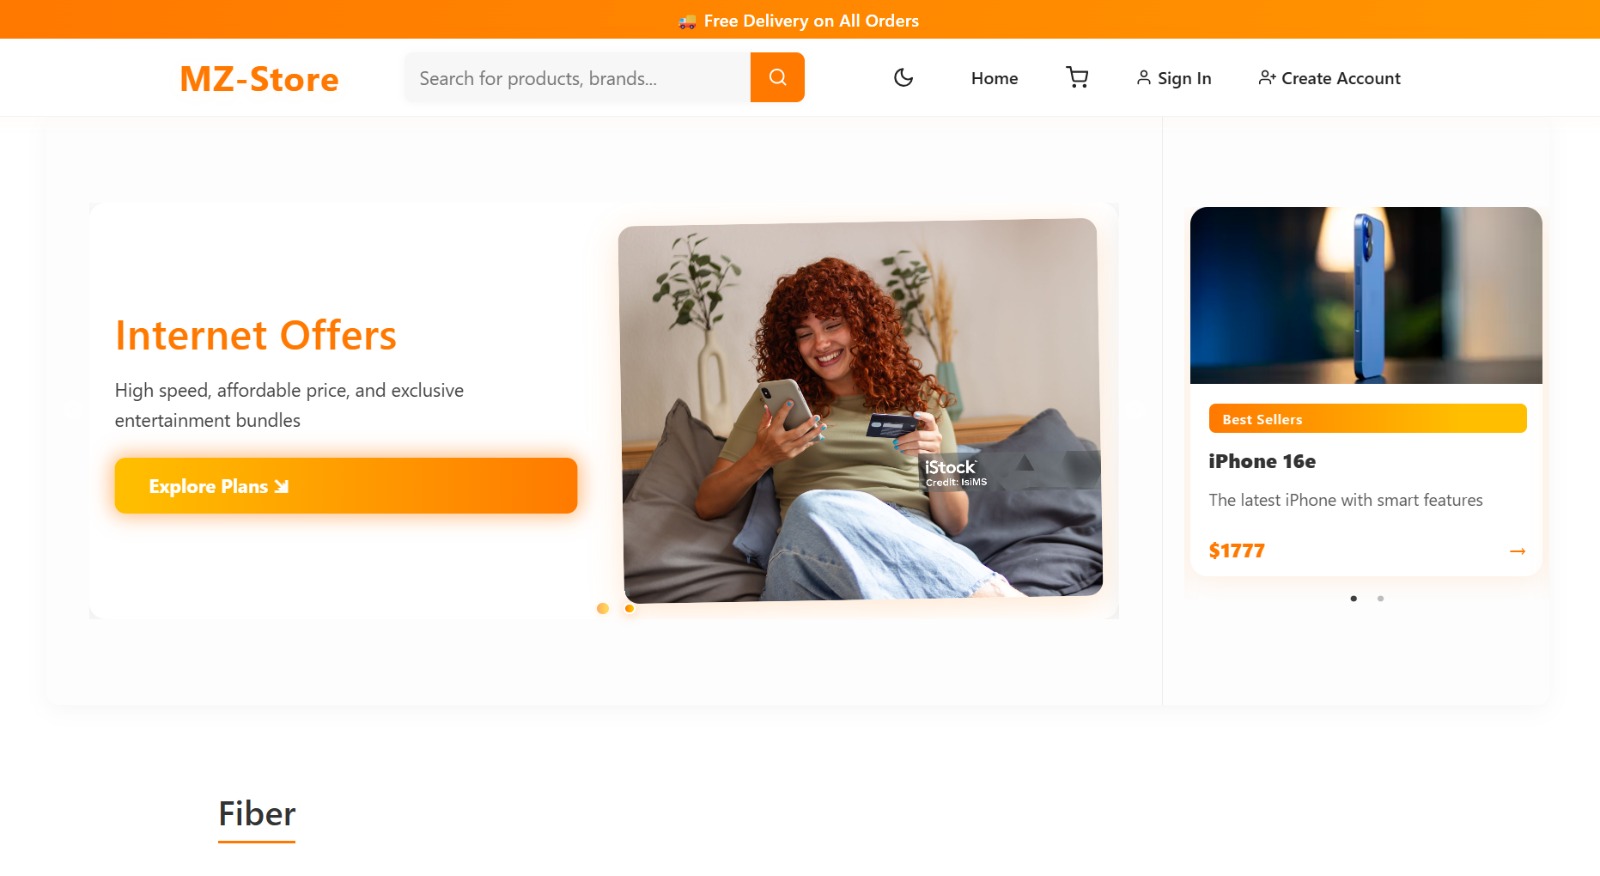 🚚 Free Delivery on All Orders
MZ-Store
Search for products, brands...
Home
Sign In
Create Account
Internet Offers
High speed, affordable price, and exclusive
entertainment bundles
Explore Plans ⇲
iStock
Credit: IsiMS
Best Sellers
iPhone 16e
The latest iPhone with smart features
$1777 →
Fiber